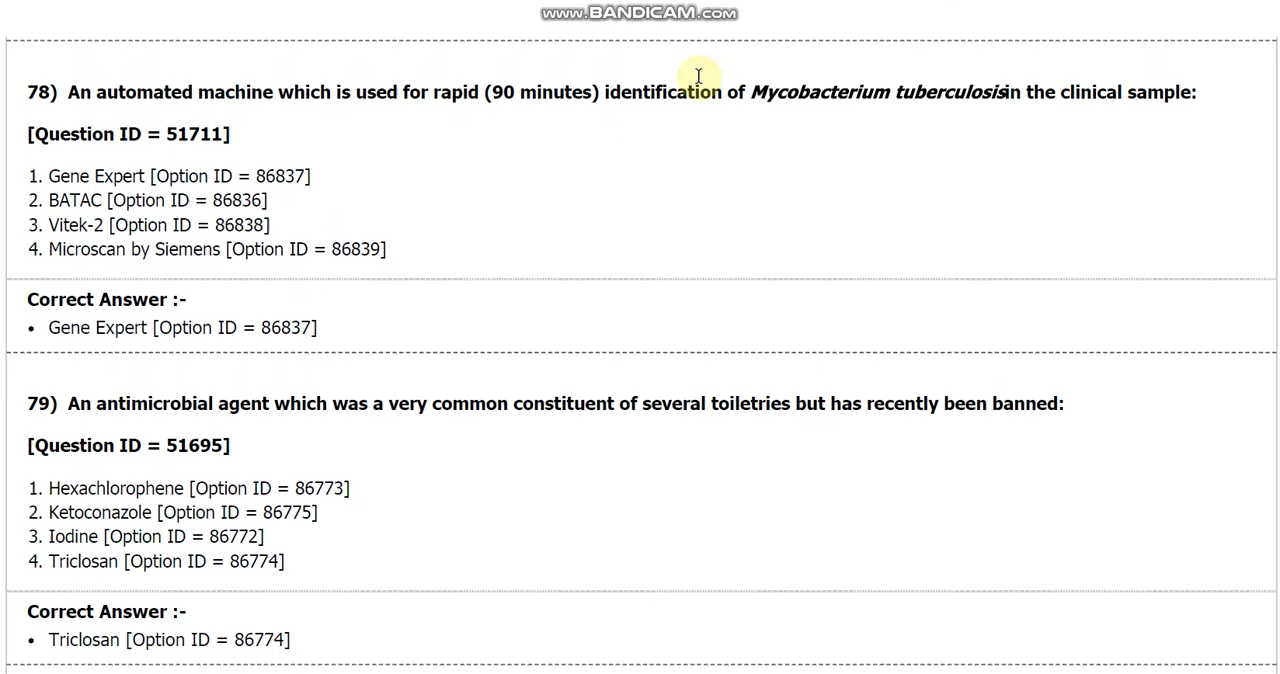 www.BANDICAM.com
78) An automated machine which is used for rapid (90 minutes) identification of Mycobacterium tuberculosisin the clinical sample:
[Question ID = 51711]
1. Gene Expert [Option ID = 86837]
2. BATAC [Option ID = 86836]
3. Vitek-2 [Option ID = 86838]
4. Microscan by Siemens [Option ID = 86839]
Correct Answer :-
• Gene Expert [Option ID = 86837]
79) An antimicrobial agent which was a very common constituent of several toiletries but has recently been banned:
[Question ID = 51695]
1. Hexachlorophene [Option ID = 86773]
2. Ketoconazole [Option ID = 86775]
3. Iodine [Option ID = 86772]
4. Triclosan [Option ID = 86774]
Correct Answer :-
• Triclosan [Option ID = 86774]